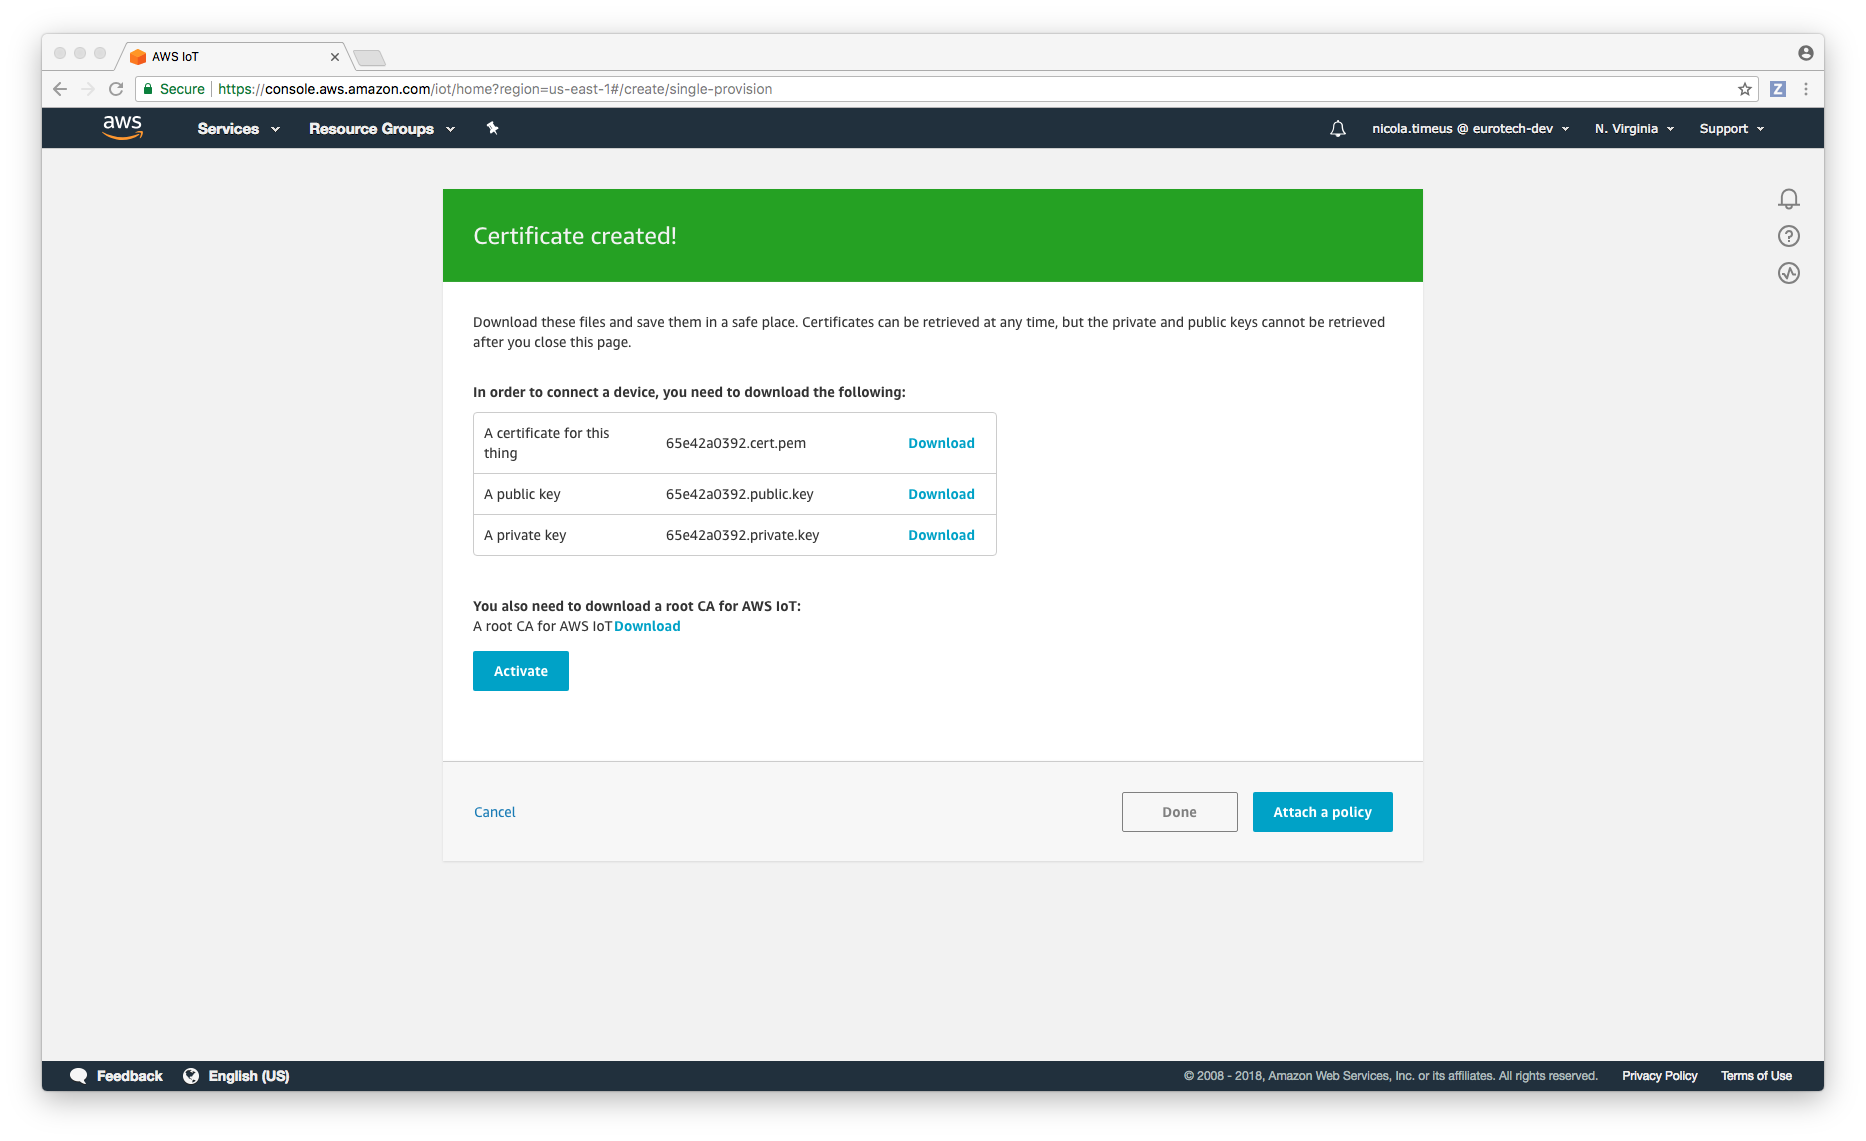 AWS IoT
Secure https://console.aws.amazon.com/iot/home?region=us-east-1#/create/single-provision
Z
aws Services Resource Groups nicola.timeus @ eurotech-dev N. Virginia Support
Certificate created!
Download these files and save them in a safe place. Certificates can be retrieved at any time, but the private and public keys cannot be retrieved
after you close this page.
In order to connect a device, you need to download the following:
A certificate for this
thing
65e42a0392.cert.pem Download
A public key 65e42a0392.public.key Download
A private key 65e42a0392.private.key Download
You also need to download a root CA for AWS IoT:
A root CA for AWS IoT Download
Activate
Cancel Done Attach a policy
Feedback English (US) © 2008 - 2018, Amazon Web Services, Inc. or its affiliates. All rights reserved. Privacy Policy Terms of Use